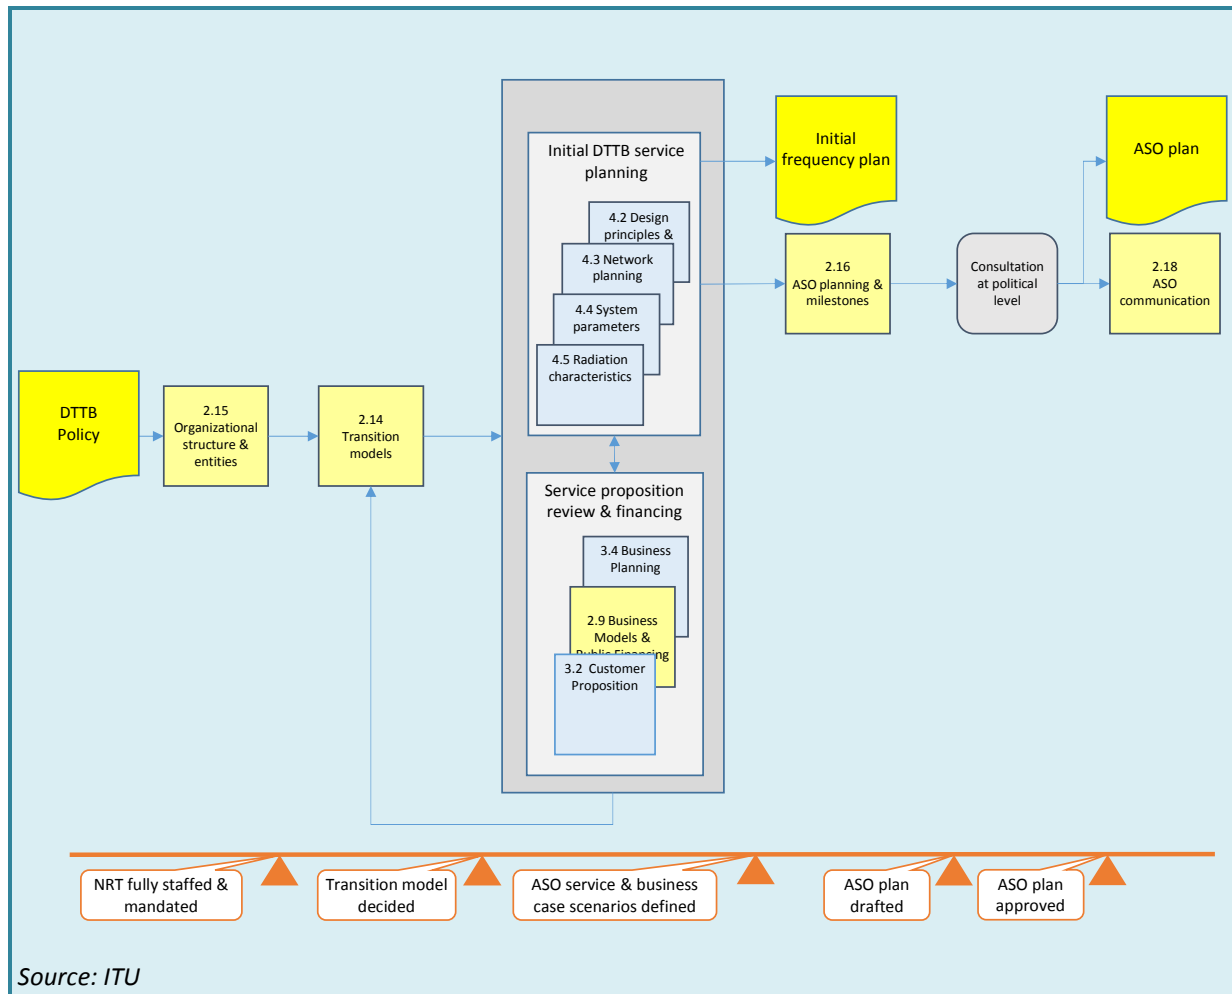 Initial DTTB service
planning
4.2 Design
principles &
4.3 Network
planning
4.4 System
parameters
4.5 Radiation
characteristics
Initial
frequency plan
ASO plan
2.16
ASO planning &
milestones
Consultation
at political
level
2.18
ASO
communication
DTTB
Policy
2.15
Organizational
structure &
entities
2.14
Transition
models
Service proposition
review & financing
3.4 Business
Planning
2.9 Business
Models &
Public Financing
3.2 Customer
Proposition
NRT fully staffed &
mandated
Transition model
decided
ASO service & business
case scenarios defined
ASO plan
drafted
ASO plan
approved
Source: ITU